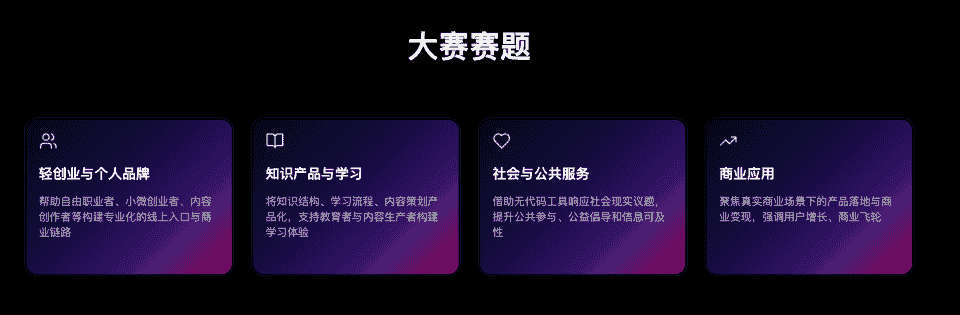 大赛赛题
轻创业与个人品牌
帮助自由职业者、小微创业者、内容
创作者等构建专业化的线上入口与商
业链路
知识产品与学习
将知识结构、学习流程、内容策划产
品化，支持教育者与内容生产者构建
学习体验
社会与公共服务
借助无代码工具响应社会现实议题，
提升公共参与、公益倡导和信息可及
性
商业应用
聚焦真实商业场景下的产品落地与商
业变现，强调用户增长、商业飞轮